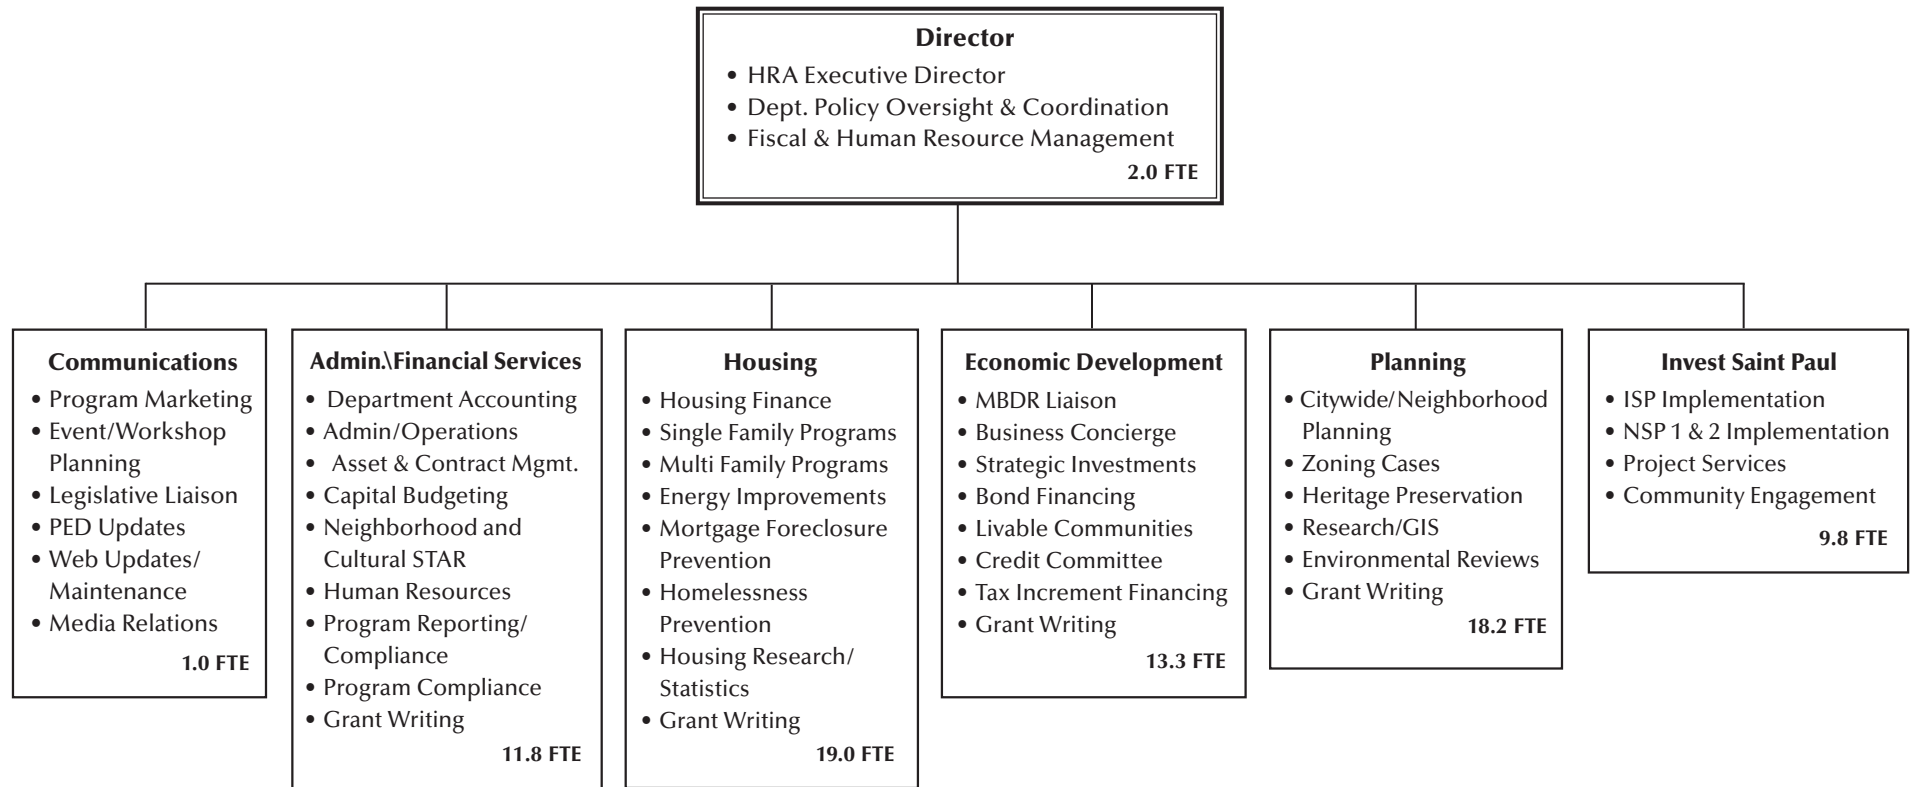 Director
• HRA Executive Director
• Dept. Policy Oversight & Coordination
• Fiscal & Human Resource Management
2.0 FTE
Communications
• Program Marketing
• Event/Workshop
Planning
• Legislative Liaison
• PED Updates
• Web Updates/
Maintenance
• Media Relations
1.0 FTE
Admin.\Financial Services
• Department Accounting
• Admin/Operations
• Asset & Contract Mgmt.
• Capital Budgeting
• Neighborhood and
Cultural STAR
• Human Resources
• Program Reporting/
Compliance
• Program Compliance
• Grant Writing
11.8 FTE
Housing
• Housing Finance
• Single Family Programs
• Multi Family Programs
• Energy Improvements
• Mortgage Foreclosure
Prevention
• Homelessness
Prevention
• Housing Research/
Statistics
• Grant Writing
19.0 FTE
Economic Development
• MBDR Liaison
• Business Concierge
• Strategic Investments
• Bond Financing
• Livable Communities
• Credit Committee
• Tax Increment Financing
• Grant Writing
13.3 FTE
Planning
• Citywide/Neighborhood
Planning
• Zoning Cases
• Heritage Preservation
• Research/GIS
• Environmental Reviews
• Grant Writing
18.2 FTE
Invest Saint Paul
• ISP Implementation
• NSP 1 & 2 Implementation
• Project Services
• Community Engagement
9.8 FTE